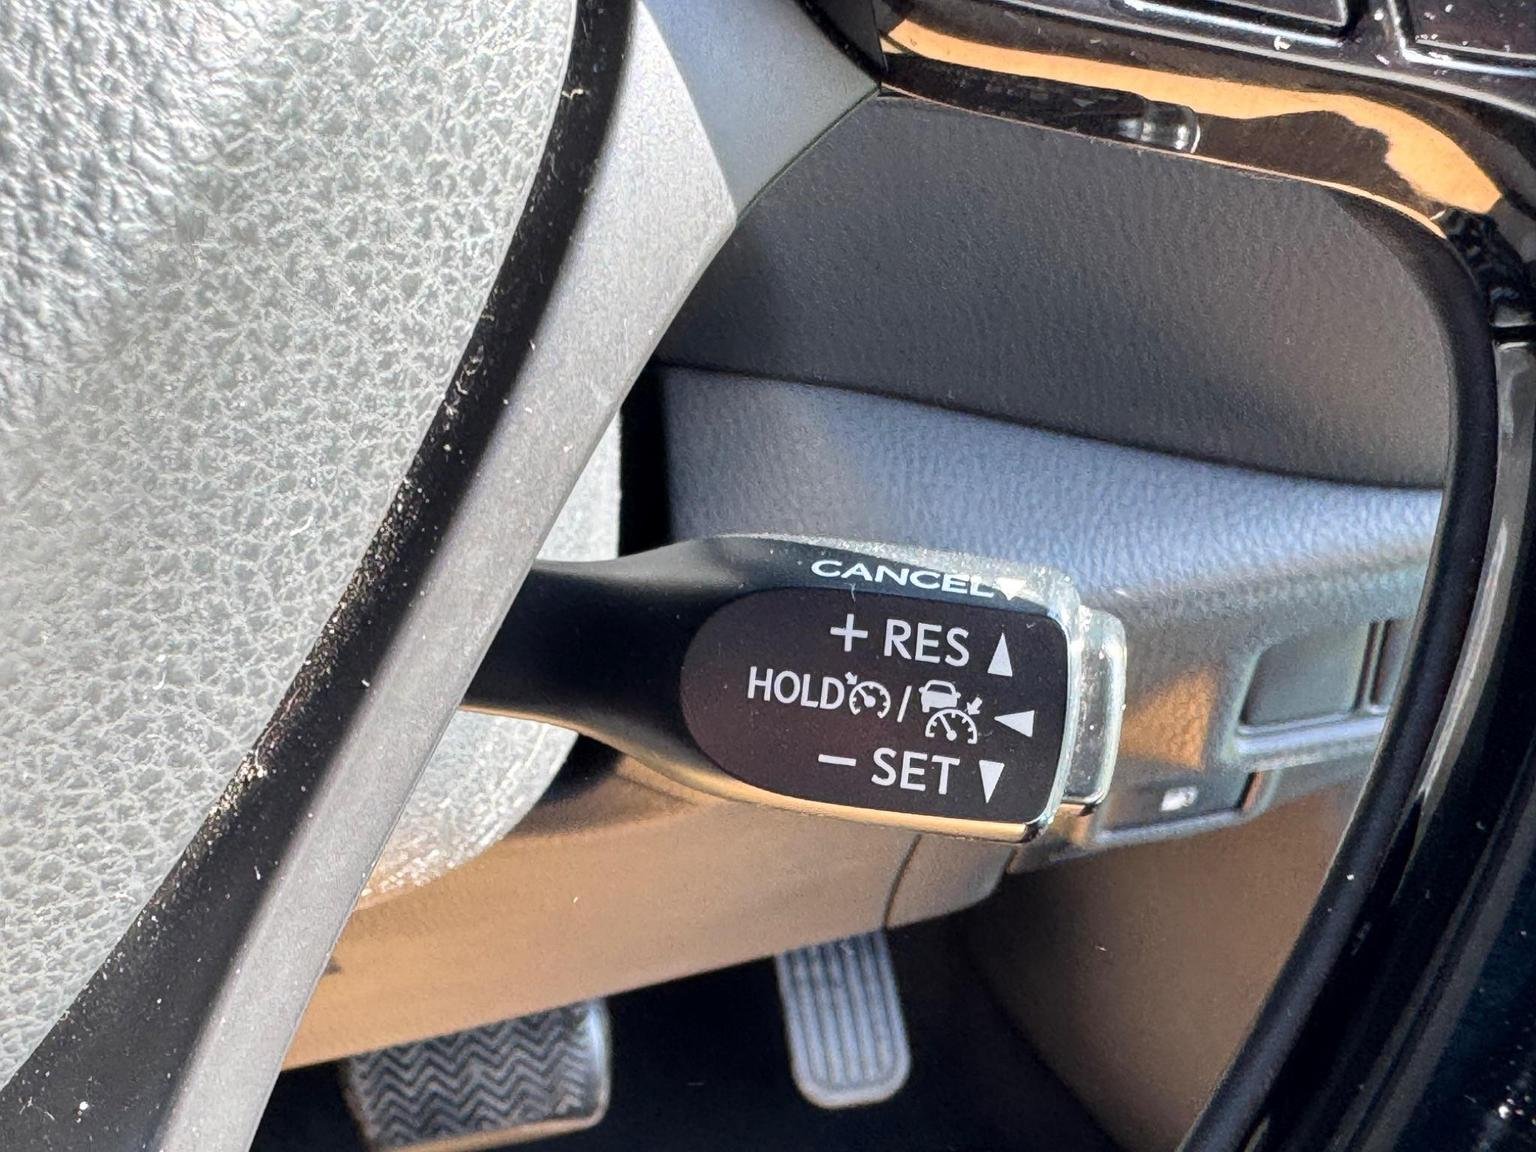 CANCEL
+ RES
HOLD /
- SET